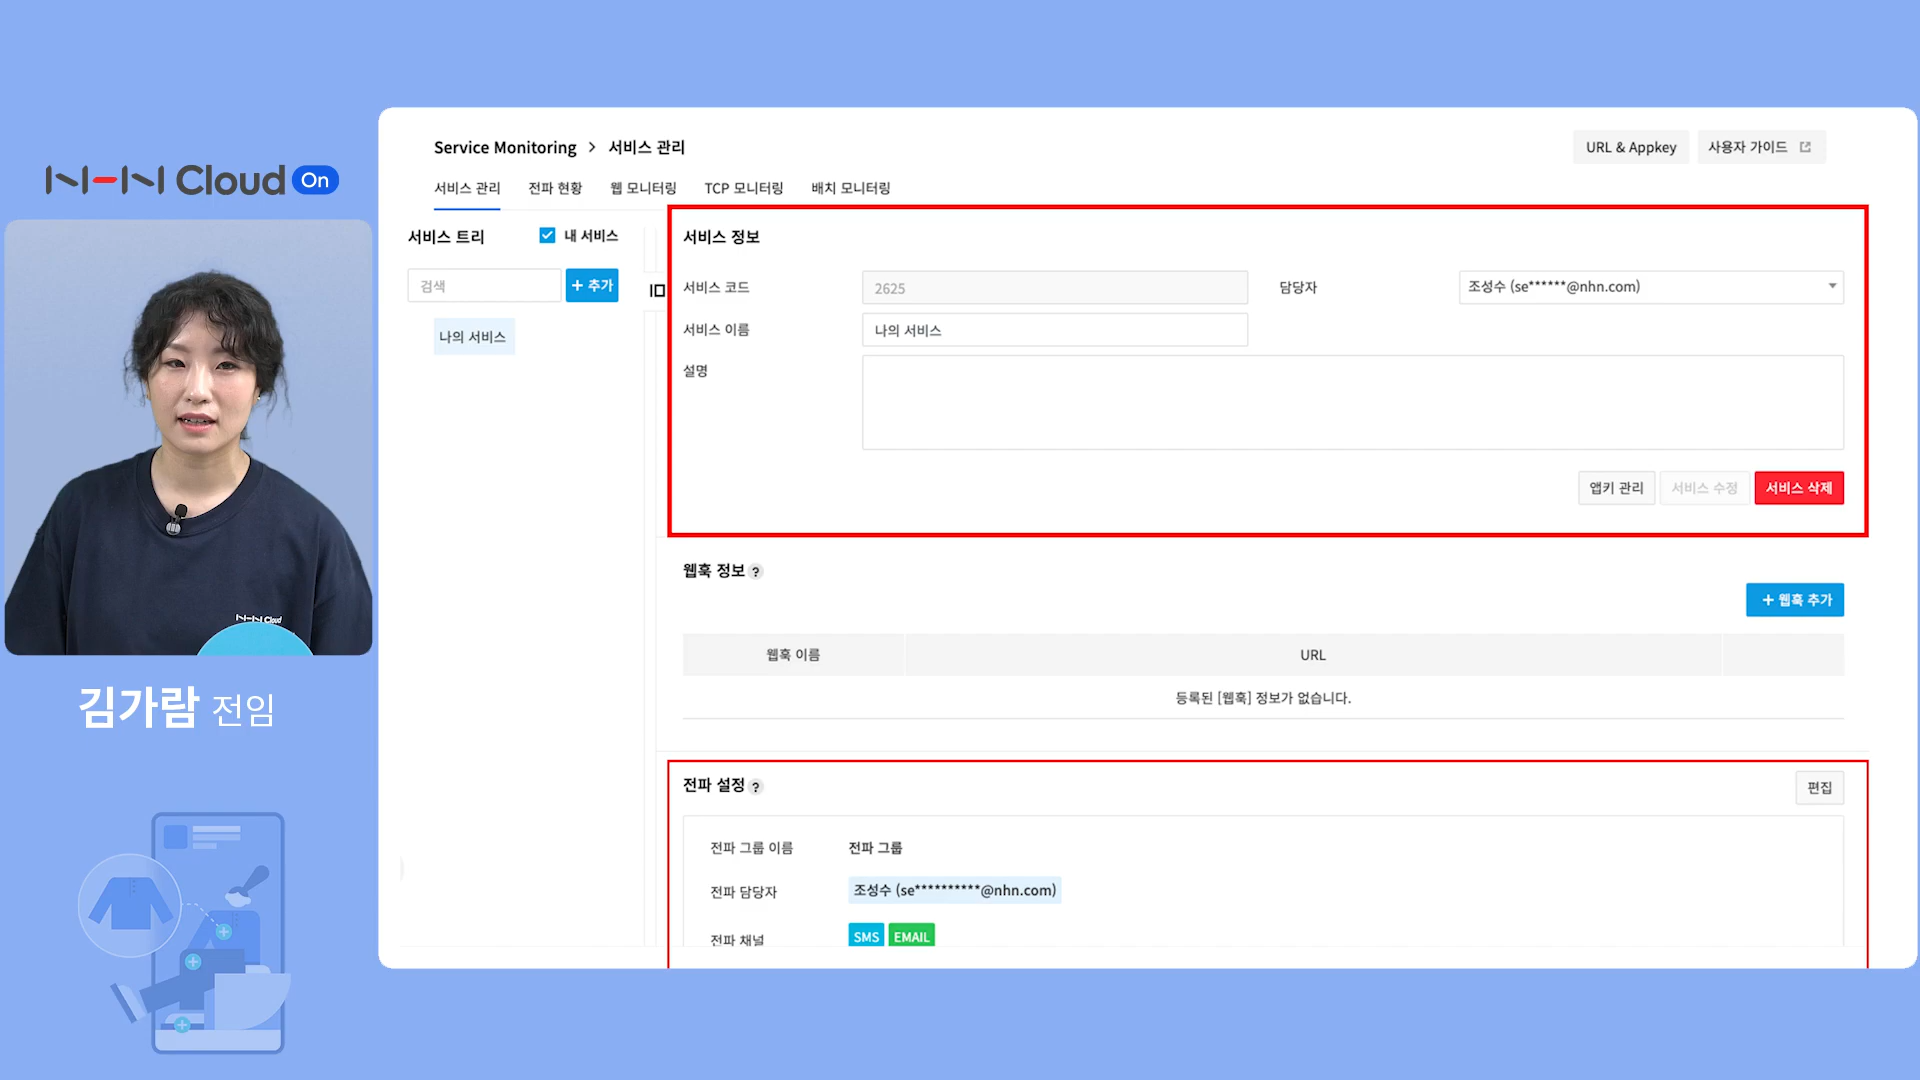 NHN Cloud On
NHN Cloud
김가람 전임
Service Monitoring > 서비스 관리
URL & Appkey
사용자 가이드
서비스 관리
전파 현황
웹 모니터링
TCP 모니터링
배치 모니터링
서비스 트리
내 서비스
검색
+ 추가
나의 서비스
서비스 정보
서비스 코드
2625
담당자
조성수 (se******@nhn.com)
서비스 이름
나의 서비스
설명
앱키 관리
서비스 수정
서비스 삭제
웹훅 정보 ?
+ 웹훅 추가
웹훅 이름
URL
등록된 [웹훅] 정보가 없습니다.
전파 설정 ?
편집
전파 그룹 이름
전파 그룹
전파 담당자
조성수 (se**********@nhn.com)
전파 채널
SMS
EMAIL